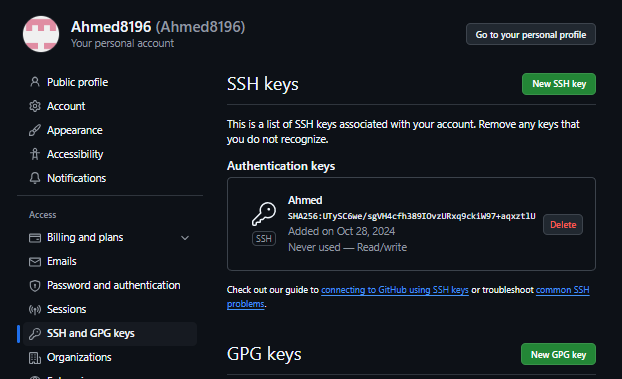 Ahmed8196 (Ahmed8196)
Your personal account
Go to your personal profile
Public profile
Account
Appearance
Accessibility
Notifications
Access
Billing and plans
Emails
Password and authentication
Sessions
SSH and GPG keys
Organizations
SSH keys
New SSH key
This is a list of SSH keys associated with your account. Remove any keys that
you do not recognize.
Authentication keys
Ahmed
SHA256:UTySC6we/sgVH4cfh389IOvzURxq9ckiW97+aqxztlU
Added on Oct 28, 2024
Never used — Read/write
SSH
Delete
Check out our guide to connecting to GitHub using SSH keys or troubleshoot common SSH
problems.
GPG keys
New GPG key